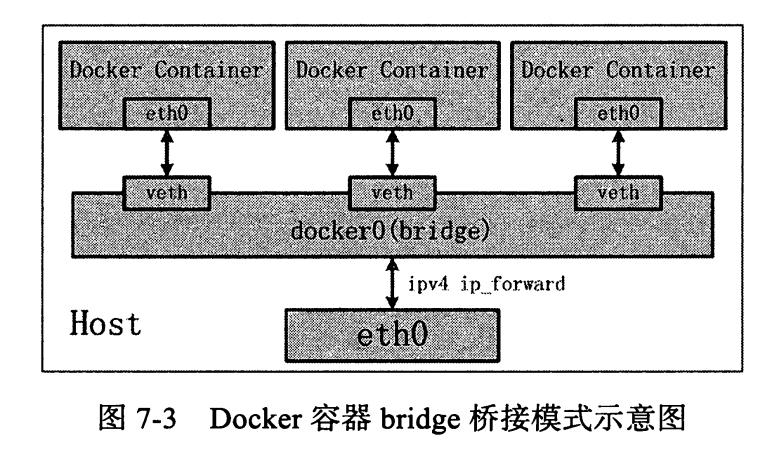 Docker Container Docker Container Docker Container
eth0 eth0 eth0
veth veth veth
docker0(bridge)
ipv4 ip_forward
Host
eth0
图 7-3 Docker 容器 bridge 桥接模式示意图